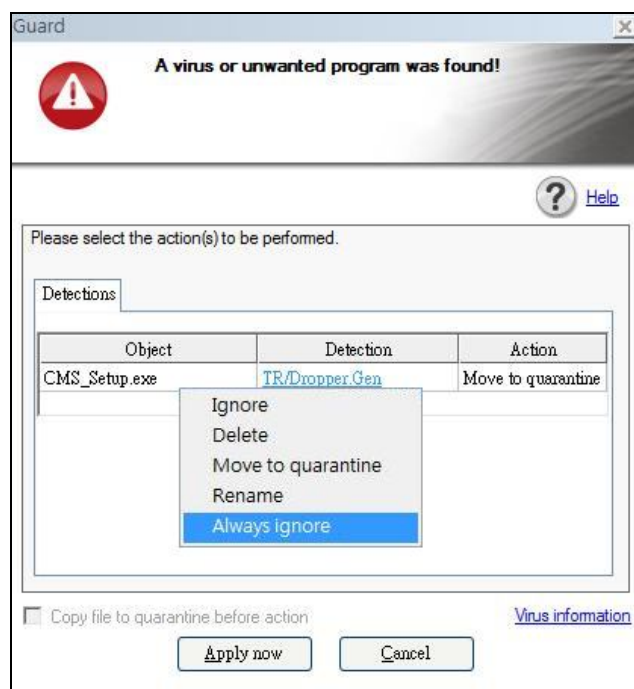 Guard
A virus or unwanted program was found!
Help
Please select the action(s) to be performed.
Detections
Object Detection Action
CMS_Setup.exe TR/Dropper.Gen Move to quarantine
Ignore
Delete
Move to quarantine
Rename
Always ignore
Copy file to quarantine before action Virus information
Apply now Cancel